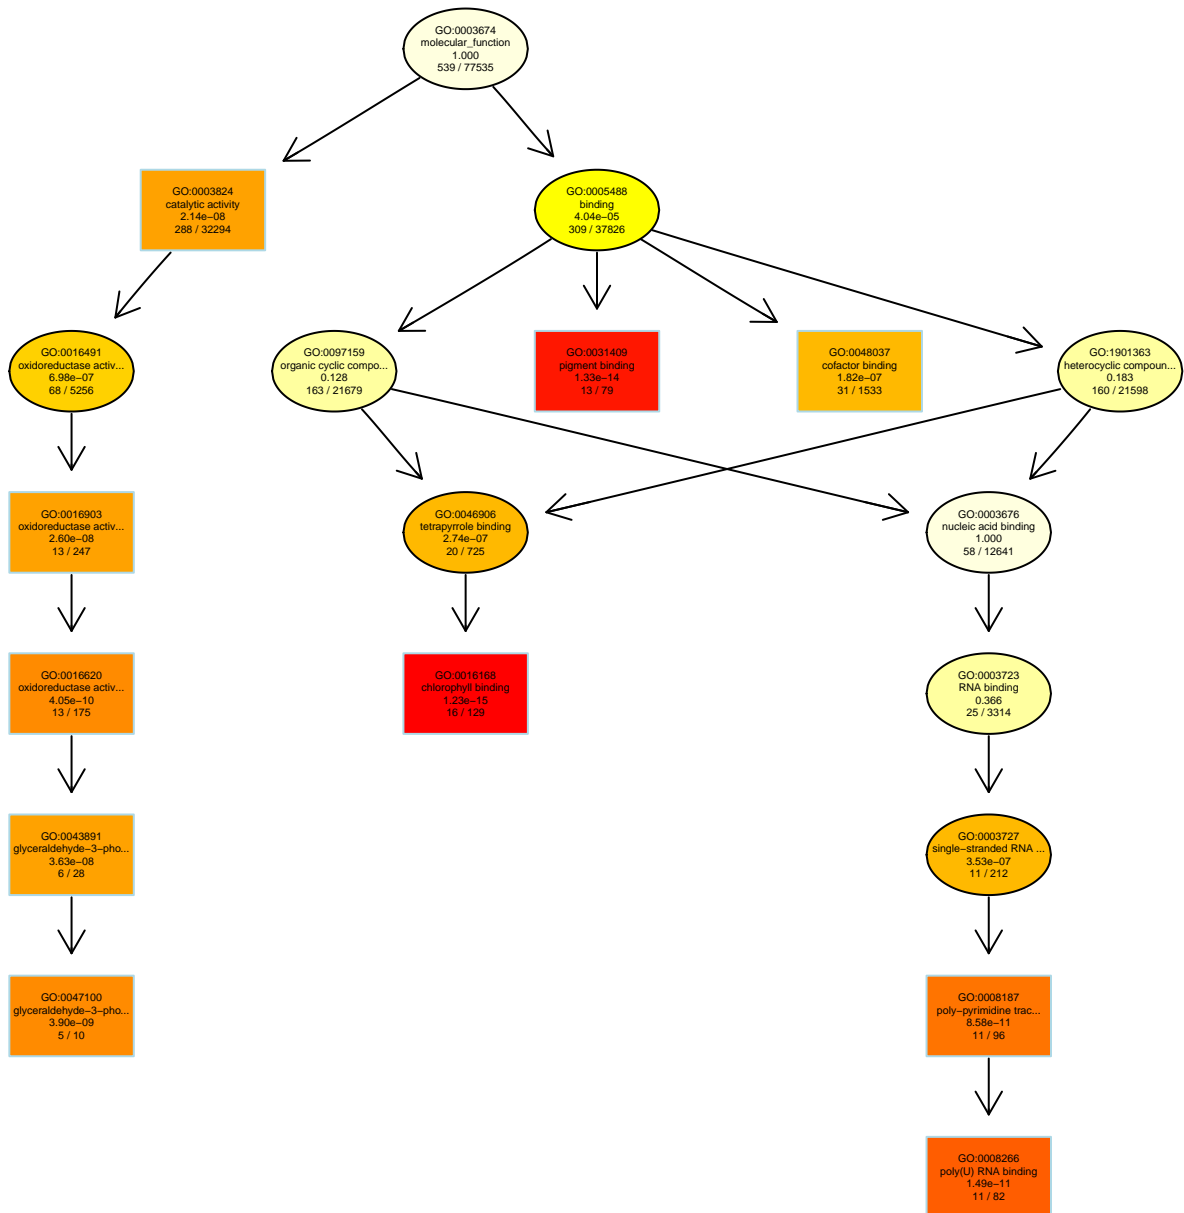 GO:0003674
molecular_function
1.000
539 / 77535
GO:0003824
catalytic activity
2.14e−08
288 / 32294
GO:0005488
binding
4.04e−05
309 / 37826
GO:0016491
oxidoreductase activ...
6.98e−07
68 / 5256
GO:0097159
organic cyclic compo...
0.128
163 / 21679
GO:0031409
pigment binding
1.33e−14
13 / 79
GO:0048037
cofactor binding
1.82e−07
31 / 1533
GO:1901363
heterocyclic compoun...
0.183
160 / 21598
GO:0016903
oxidoreductase activ...
2.60e−08
13 / 247
GO:0046906
tetrapyrrole binding
2.74e−07
20 / 725
GO:0003676
nucleic acid binding
1.000
58 / 12641
GO:0016620
oxidoreductase activ...
4.05e−10
13 / 175
GO:0016168
chlorophyll binding
1.23e−15
16 / 129
GO:0003723
RNA binding
0.366
25 / 3314
GO:0043891
glyceraldehyde−3−pho...
3.63e−08
6 / 28
GO:0003727
single−stranded RNA ...
3.53e−07
11 / 212
GO:0047100
glyceraldehyde−3−pho...
3.90e−09
5 / 10
GO:0008187
poly−pyrimidine trac...
8.58e−11
11 / 96
GO:0008266
poly(U) RNA binding
1.49e−11
11 / 82